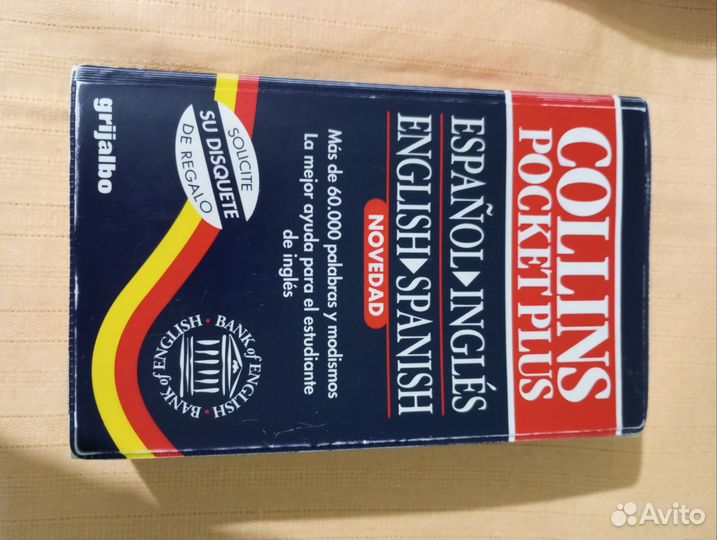 COLLINS
POCKET PLUS
ESPAÑOL▸INGLÉS
ENGLISH▸SPANISH
NOVEDAD
Más de 60.000 palabras y modismos
La mejor ayuda para el estudiante
de inglés
SOLICITE
SU DISQUETE
DE REGALO
BANK of ENGLISH · BANK of ENGLISH ·
grijalbo
Avito